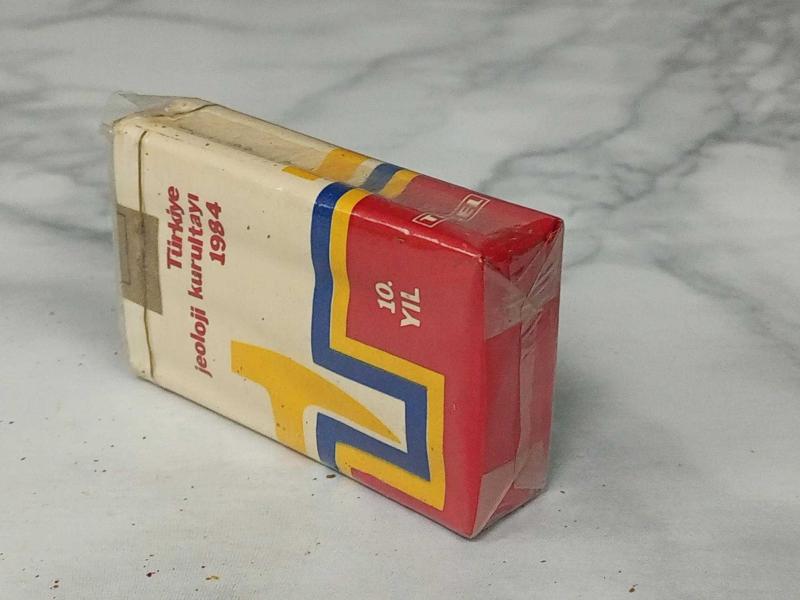 Türkiye
jeoloji kurultayı
1984
10.
YIL